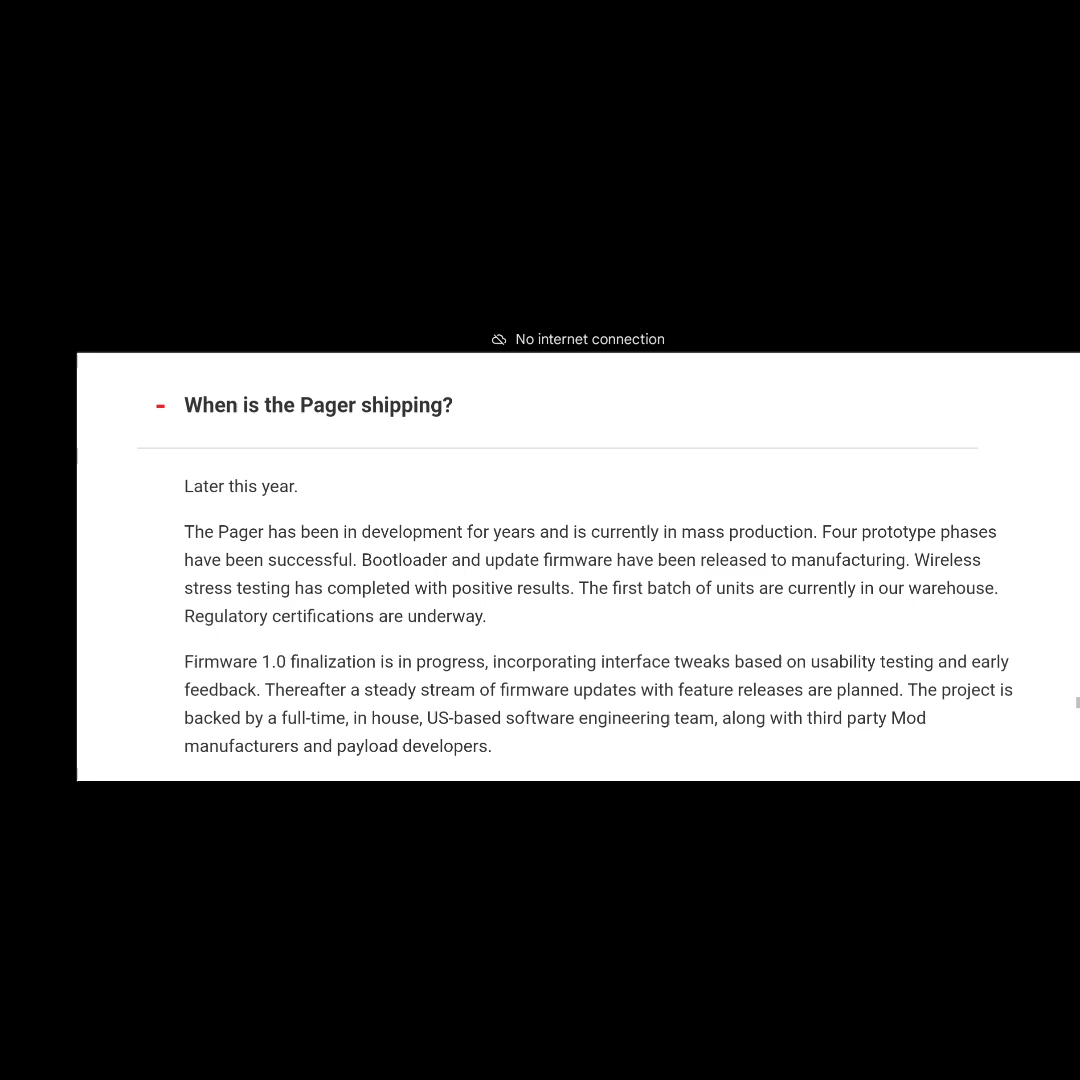 No internet connection
- When is the Pager shipping?
Later this year.
The Pager has been in development for years and is currently in mass production. Four prototype phases
have been successful. Bootloader and update firmware have been released to manufacturing. Wireless
stress testing has completed with positive results. The first batch of units are currently in our warehouse.
Regulatory certifications are underway.
Firmware 1.0 finalization is in progress, incorporating interface tweaks based on usability testing and early
feedback. Thereafter a steady stream of firmware updates with feature releases are planned. The project is
backed by a full-time, in house, US-based software engineering team, along with third party Mod
manufacturers and payload developers.